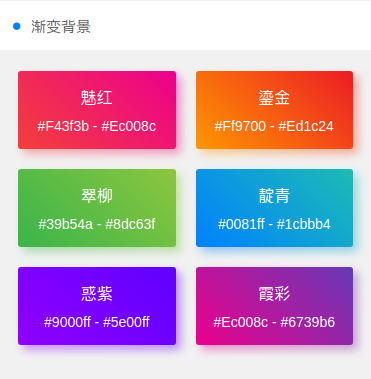 渐变背景
魅红
#F43f3b - #Ec008c
鎏金
#Ff9700 - #Ed1c24
翠柳
#39b54a - #8dc63f
靛青
#0081ff - #1cbbb4
惑紫
#9000ff - #5e00ff
霞彩
#Ec008c - #6739b6